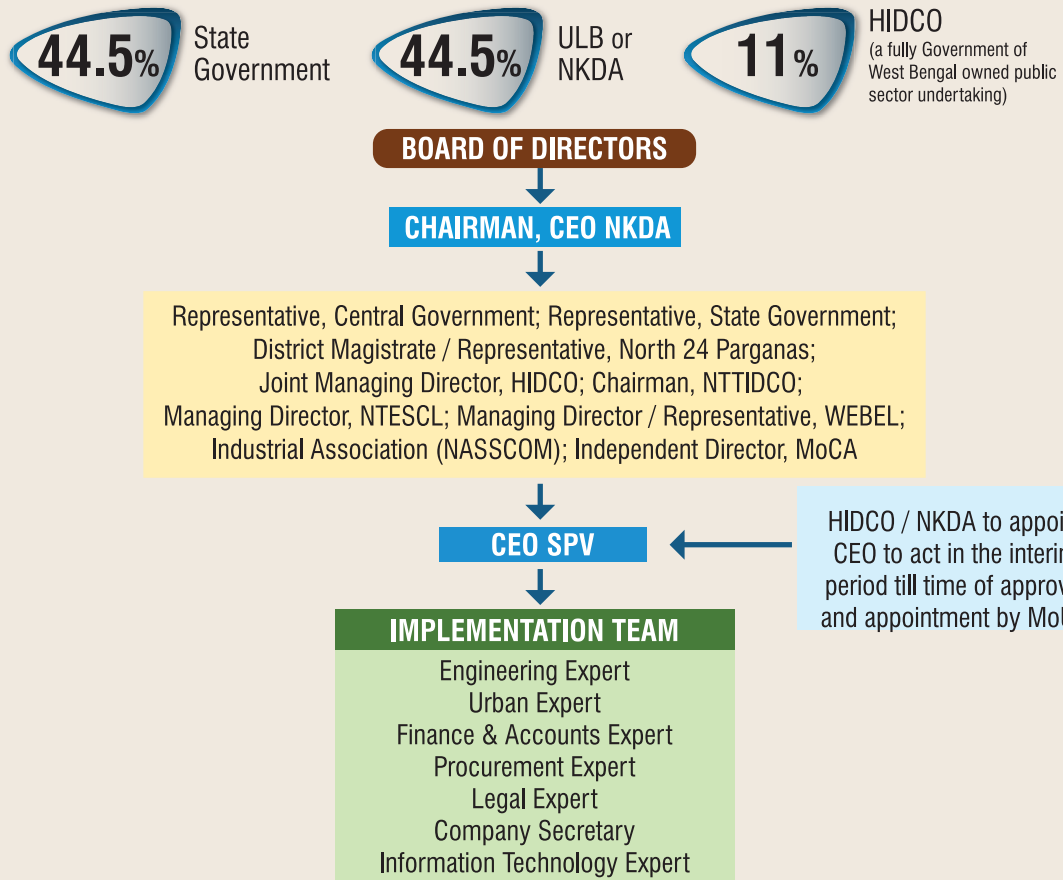 44.5%
State
Government
44.5%
ULB or
NKDA
11%
HIDCO
(a fully Government of
West Bengal owned public
sector undertaking)
BOARD OF DIRECTORS
CHAIRMAN, CEO NKDA
Representative, Central Government; Representative, State Government;
District Magistrate / Representative, North 24 Parganas;
Joint Managing Director, HIDCO; Chairman, NTTIDCO;
Managing Director, NTESCL; Managing Director / Representative, WEBEL;
Industrial Association (NASSCOM); Independent Director, MoCA
CEO SPV
HIDCO / NKDA to
CEO to act in the
period till time of
and appointment by
IMPLEMENTATION TEAM
Engineering Expert
Urban Expert
Finance & Accounts Expert
Procurement Expert
Legal Expert
Company Secretary
Information Technology Expert